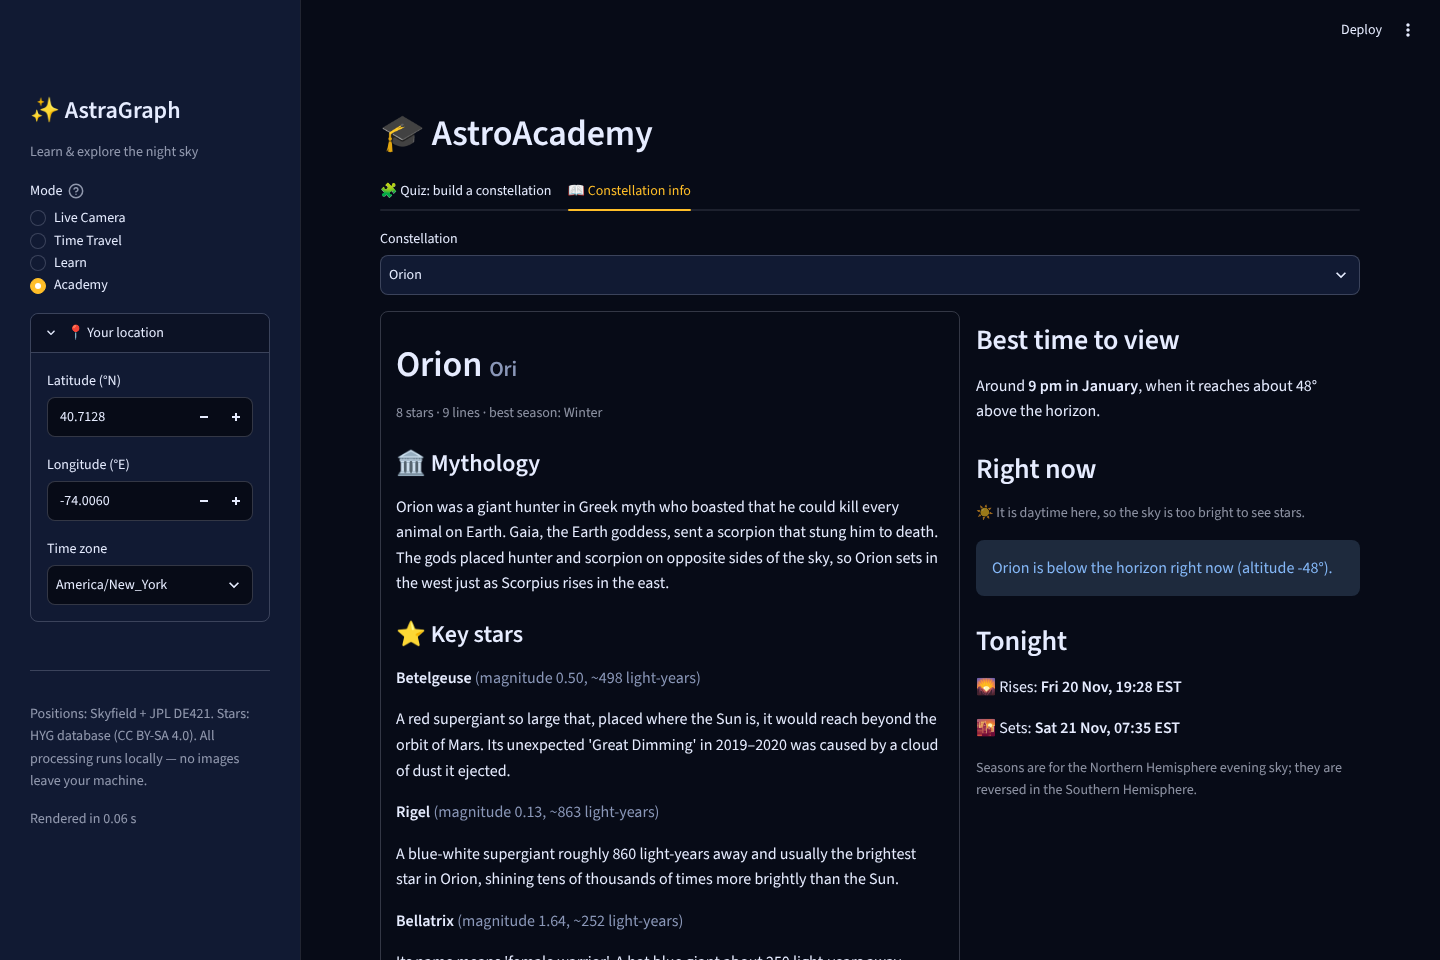 Deploy
✨ AstraGraph
Learn & explore the night sky
Mode
Live Camera
Time Travel
Learn
Academy
📍 Your location
Latitude (°N)
40.7128
Longitude (°E)
-74.0060
Time zone
America/New_York
Positions: Skyfield + JPL DE421. Stars:
HYG database (CC BY-SA 4.0). All
processing runs locally — no images
leave your machine.
Rendered in 0.06 s
🎓 AstroAcademy
🧩 Quiz: build a constellation
📖 Constellation info
Constellation
Orion
Orion Ori
8 stars · 9 lines · best season: Winter
🏛️ Mythology
Orion was a giant hunter in Greek myth who boasted that he could kill every
animal on Earth. Gaia, the Earth goddess, sent a scorpion that stung him to death.
The gods placed hunter and scorpion on opposite sides of the sky, so Orion sets in
the west just as Scorpius rises in the east.
⭐ Key stars
Betelgeuse (magnitude 0.50, ~498 light-years)
A red supergiant so large that, placed where the Sun is, it would reach beyond the
orbit of Mars. Its unexpected 'Great Dimming' in 2019–2020 was caused by a cloud
of dust it ejected.
Rigel (magnitude 0.13, ~863 light-years)
A blue-white supergiant roughly 860 light-years away and usually the brightest
star in Orion, shining tens of thousands of times more brightly than the Sun.
Bellatrix (magnitude 1.64, ~252 light-years)
Its name means 'female warrior'. A hot blue giant about 250 light-years away
Best time to view
Around 9 pm in January, when it reaches about 48°
above the horizon.
Right now
☀️ It is daytime here, so the sky is too bright to see stars.
Orion is below the horizon right now (altitude -48°).
Tonight
🌅 Rises: Fri 20 Nov, 19:28 EST
🌇 Sets: Sat 21 Nov, 07:35 EST
Seasons are for the Northern Hemisphere evening sky; they are
reversed in the Southern Hemisphere.